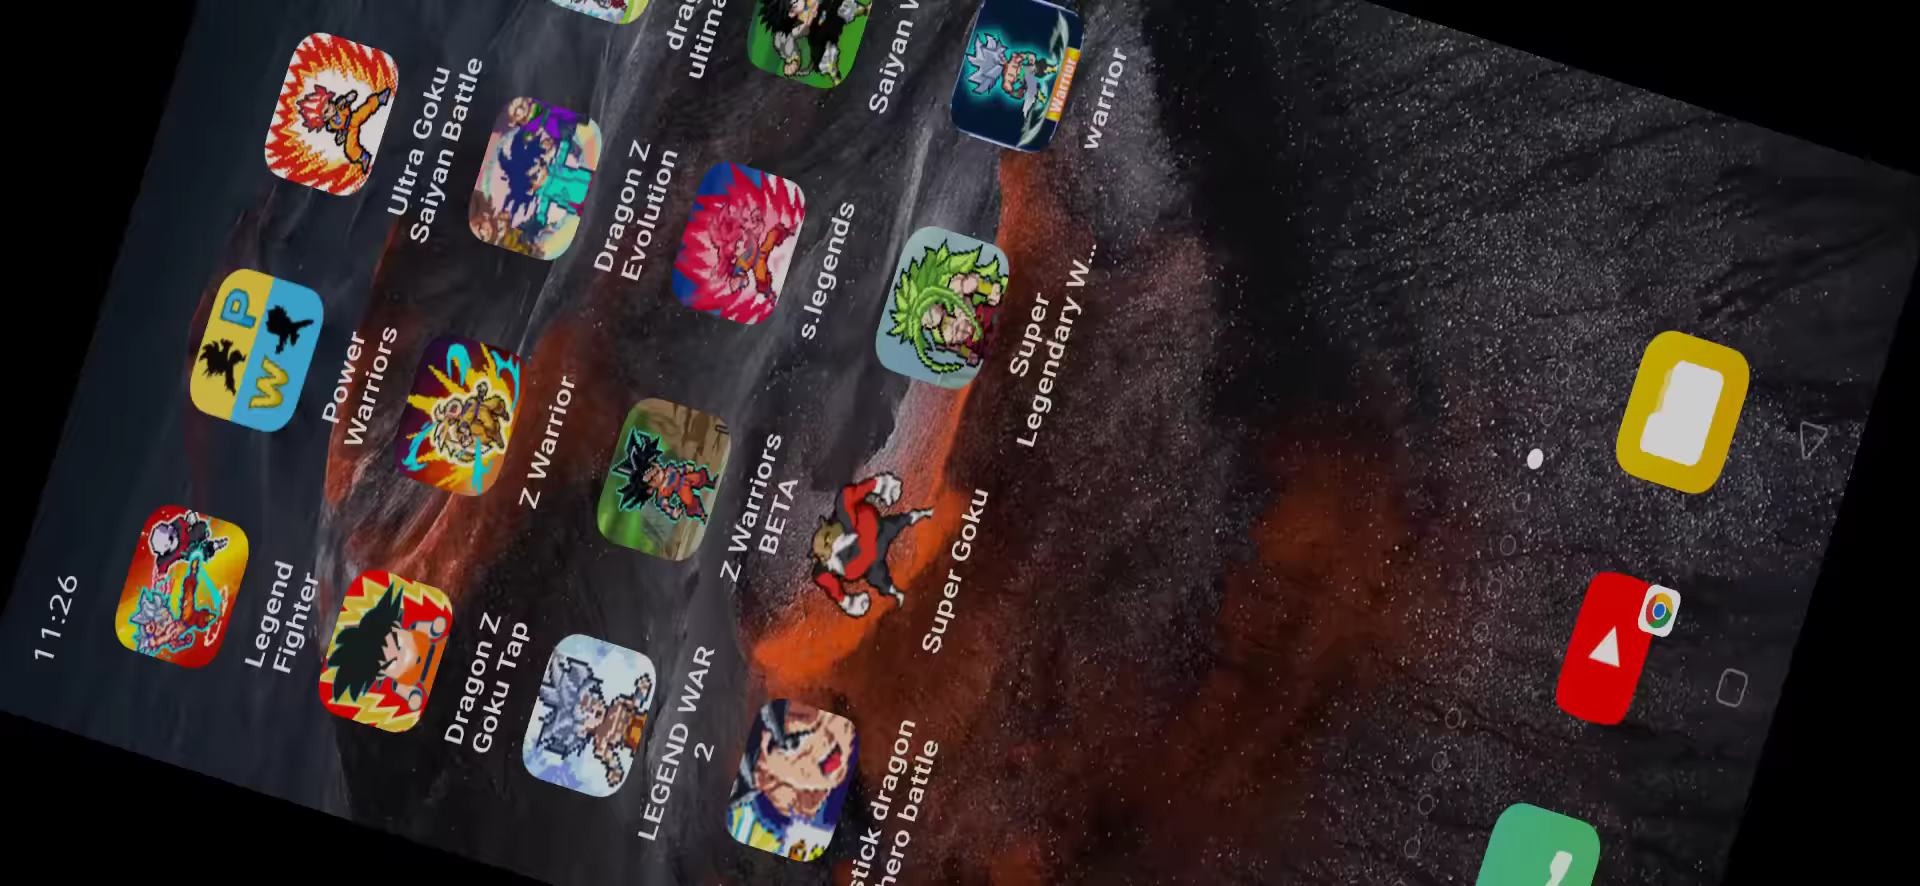 11:26
Legend
Fighter
Power
Warriors
Ultra Goku
Saiyan Battle
Dragon Z
Goku Tap
Z Warrior
Dragon Z
Evolution
LEGEND WAR
2
Z Warriors
BETA
s.legends
stick dragon
hero battle
Super Goku
Super
Legendary W...
warrior
Warrior
P
W
Saiyan